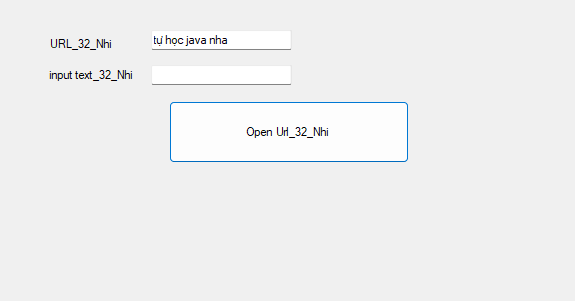 URL_32_Nhi
tự học java nha
input text_32_Nhi
Open Url_32_Nhi